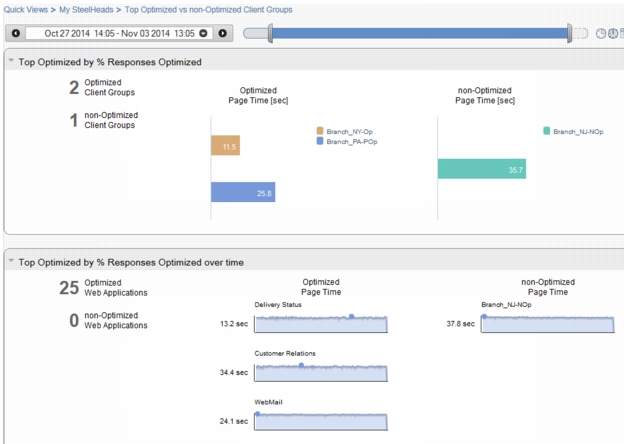 Quick Views > My SteelHeads > Top Optimized vs non-Optimized Client Groups
Oct 27 2014 14:05 - Nov 03 2014 13:05
Top Optimized by % Responses Optimized
2 Optimized
Client Groups
1 non-Optimized
Client Groups
Optimized
Page Time [sec]
Branch_NY-Op
Branch_PA-POp
11.5
25.8
non-Optimized
Page Time [sec]
Branch_NJ-NOp
35.7
Top Optimized by % Responses Optimized over time
25 Optimized
Web Applications
0 non-Optimized
Web Applications
Optimized
Page Time
Delivery Status
13.2 sec
Customer Relations
34.4 sec
WebMail
24.1 sec
non-Optimized
Page Time
Branch_NJ-NOp
37.8 sec